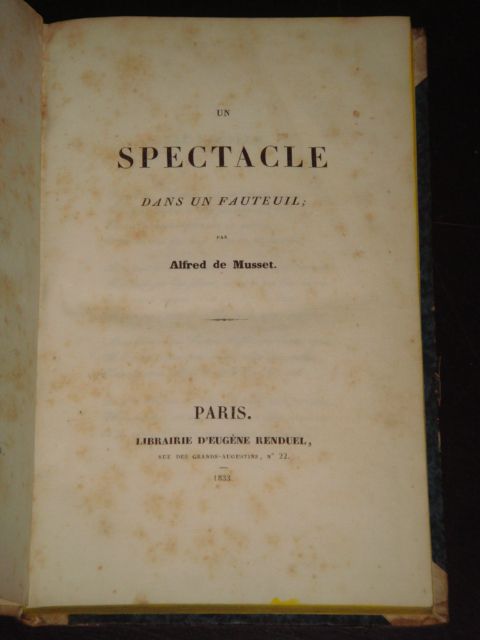 UN
SPECTACLE
DANS UN FAUTEUIL;
PAR
Alfred de Musset.
PARIS.
LIBRAIRIE D'EUGÈNE RENDUEL,
RUE DES GRANDS-AUGUSTINS, N° 22.
1833